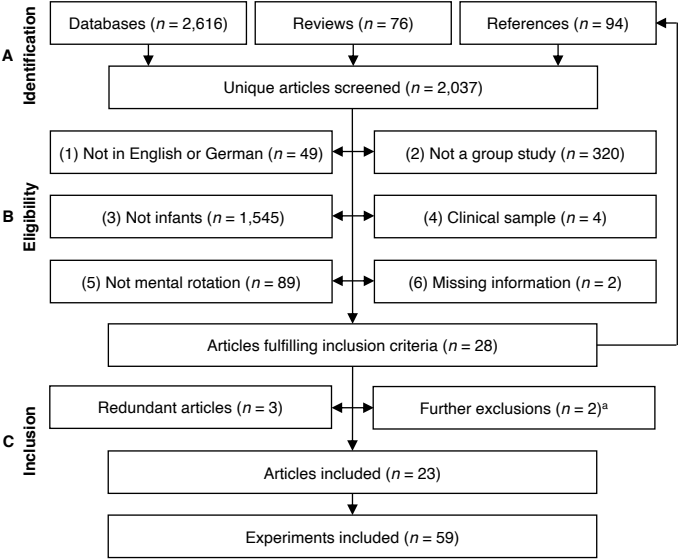 A
Identification
Databases (n = 2,616)
Reviews (n = 76)
References (n = 94)
Unique articles screened (n = 2,037)
B
Eligibility
(1) Not in English or German (n = 49)
(2) Not a group study (n = 320)
(3) Not infants (n = 1,545)
(4) Clinical sample (n = 4)
(5) Not mental rotation (n = 89)
(6) Missing information (n = 2)
Articles fulfilling inclusion criteria (n = 28)
C
Inclusion
Redundant articles (n = 3)
Further exclusions (n = 2)ᵃ
Articles included (n = 23)
Experiments included (n = 59)